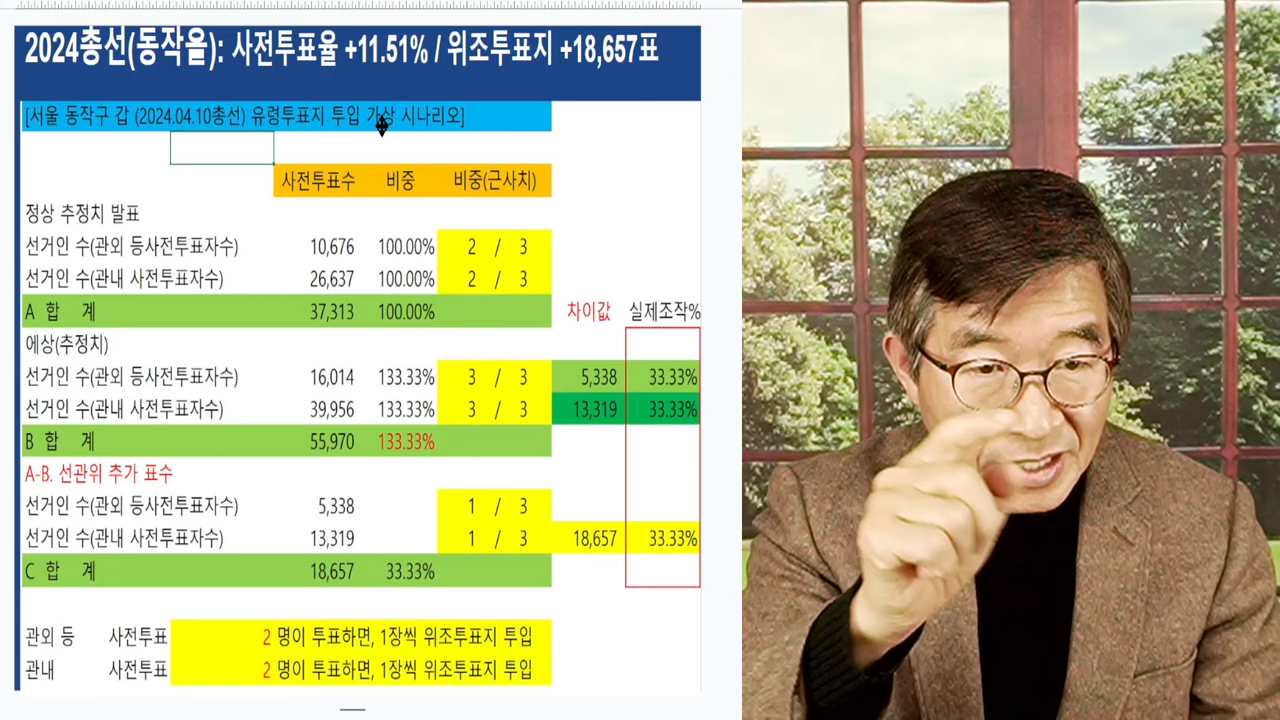 2024총선(동작을): 사전투표율 +11.51% / 위조투표지 +18,657표
[서울 동작구 갑 (2024.04.10총선) 유령투표지 투입 가상 시나리오]
사전투표수 비중 비중(근사치)
정상 추정치 발표
선거인 수(관외 등사전투표자수) 10,676 100.00% 2 / 3
선거인 수(관내 사전투표자수) 26,637 100.00% 2 / 3
A 합 계 37,313 100.00% 차이값 실제조작%
에상(추정치)
선거인 수(관외 등사전투표자수) 16,014 133.33% 3 / 3 5,338 33.33%
선거인 수(관내 사전투표자수) 39,956 133.33% 3 / 3 13,319 33.33%
B 합 계 55,970 133.33%
A-B. 선관위 추가 표수
선거인 수(관외 등사전투표자수) 5,338 1 / 3
선거인 수(관내 사전투표자수) 13,319 1 / 3 18,657 33.33%
C 합 계 18,657 33.33%
관외 등 사전투표 2 명이 투표하면, 1장씩 위조투표지 투입
관내 사전투표 2 명이 투표하면, 1장씩 위조투표지 투입